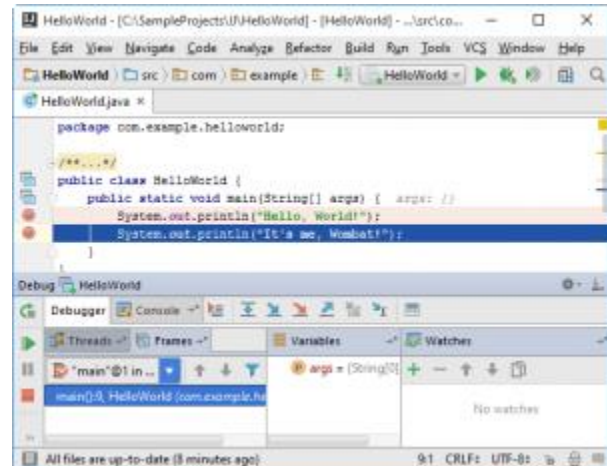 HelloWorld - [C:\SampleProjects\IJ\HelloWorld] - [HelloWorld] - ...\src\co...
File Edit View Navigate Code Analyze Refactor Build Run Tools VCS Window Help
HelloWorld src com example HelloWorld
HelloWorld.java
package com.example.helloworld;
/**...*/
public class HelloWorld {
public static void main(String[] args) { args: {}
System.out.println("Hello, World!");
System.out.println("It's me, Wombat!");
}
Debug HelloWorld
Debugger Console
Threads Frames Variables Watches
"main"@1 in ... args = {String[0]
main():9, HelloWorld (com.example.he
No watches
All files are up-to-date (8 minutes ago) 9:1 CRLF: UTF-8: